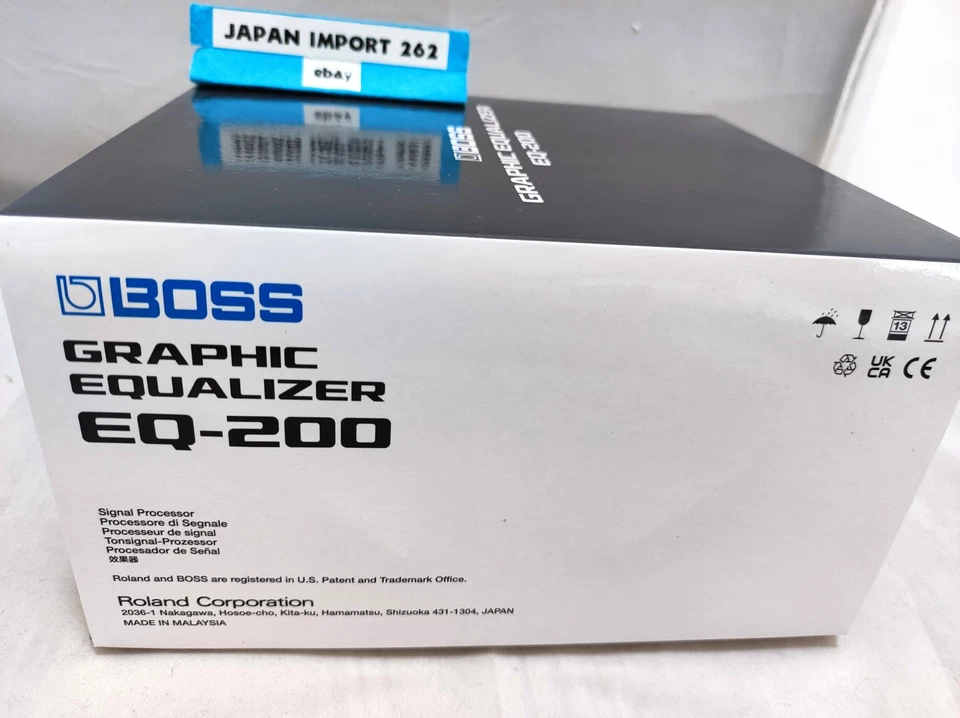 JAPAN IMPORT 262
ebay
BOSS
GRAPHIC EQUALIZER
EQ-200
BOSS
GRAPHIC
EQUALIZER
EQ-200
13
UK
CA
CE
Signal Processor
Processore di Segnale
Processeur de signal
Tonsignal-Prozessor
Procesador de Señal
效果器
Roland and BOSS are registered in U.S. Patent and Trademark Office.
Roland Corporation
2036-1 Nakagawa, Hosoe-cho, Kita-ku, Hamamatsu, Shizuoka 431-1304, JAPAN
MADE IN MALAYSIA